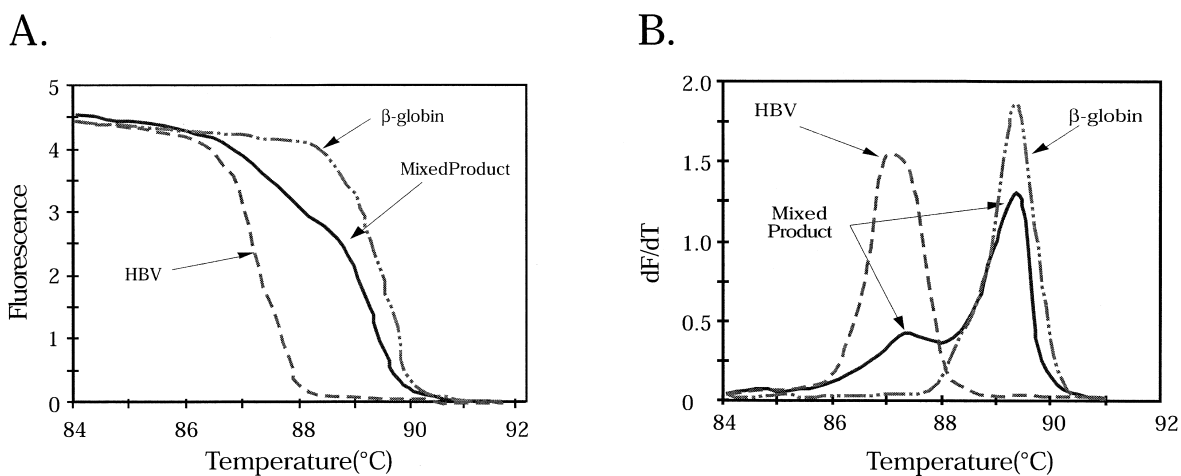 A.
5
4
3
2
1
0
Fluorescence
β-globin
MixedProduct
HBV
84
86
88
90
92
Temperature(°C)
B.
2.0
1.5
1.0
0.5
0
dF/dT
HBV
β-globin
Mixed
Product
84
86
88
90
92
Temperature(°C)